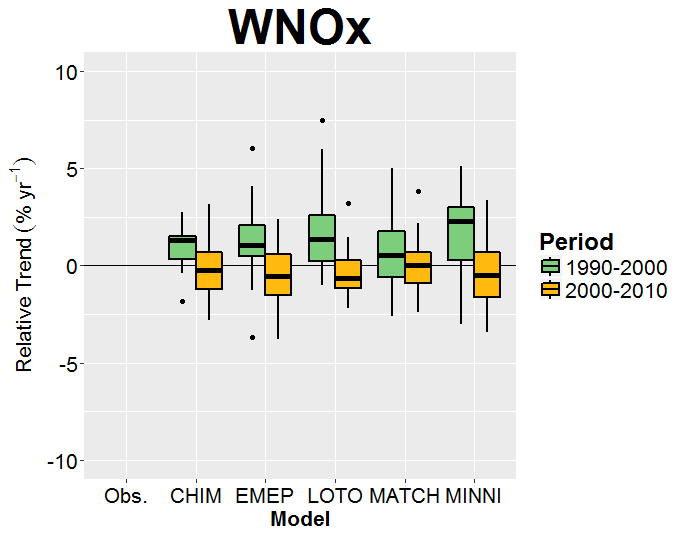 WNOx
10
5
0
-5
-10
Relative Trend (% yr⁻¹)
Obs. CHIM EMEP LOTO MATCH MINNI
Model
Period
1990-2000
2000-2010